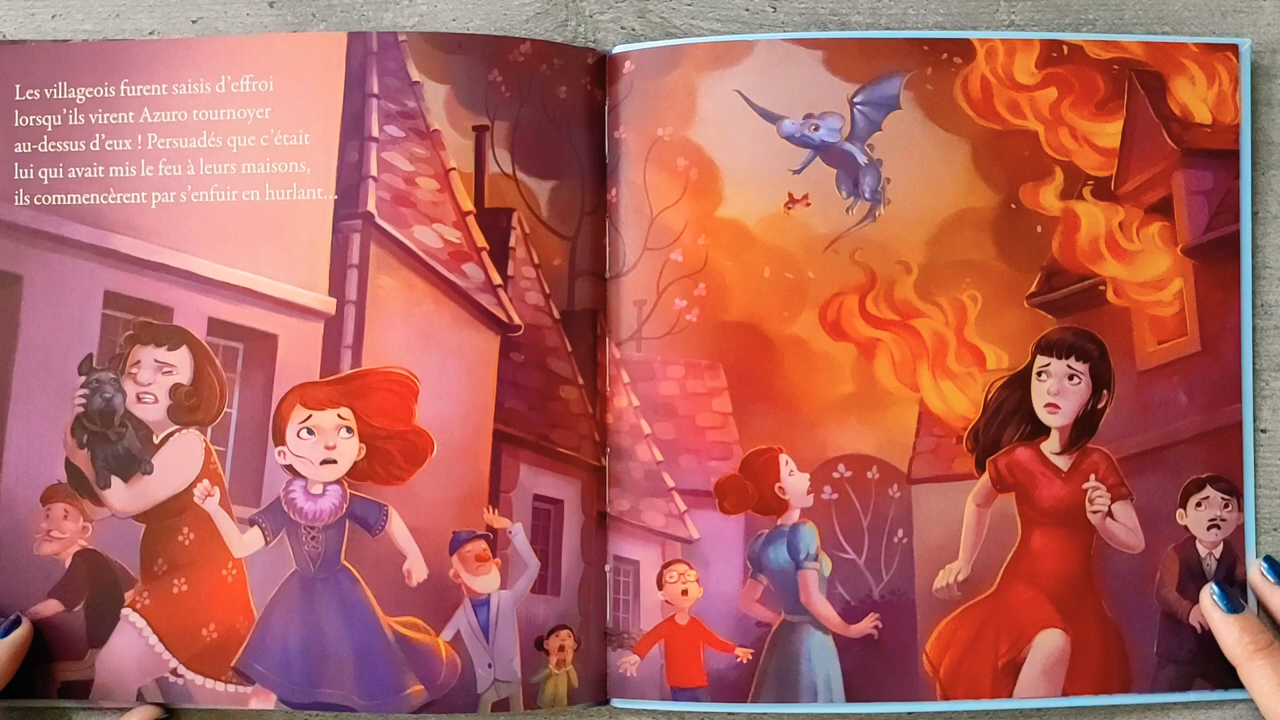 Les villageois furent saisis d'effroi
lorsqu'ils virent Azuro tournoyer
au-dessus d'eux ! Persuadés que c'était
lui qui avait mis le feu à leurs maisons,
ils commencèrent par s'enfuir en hurlant...